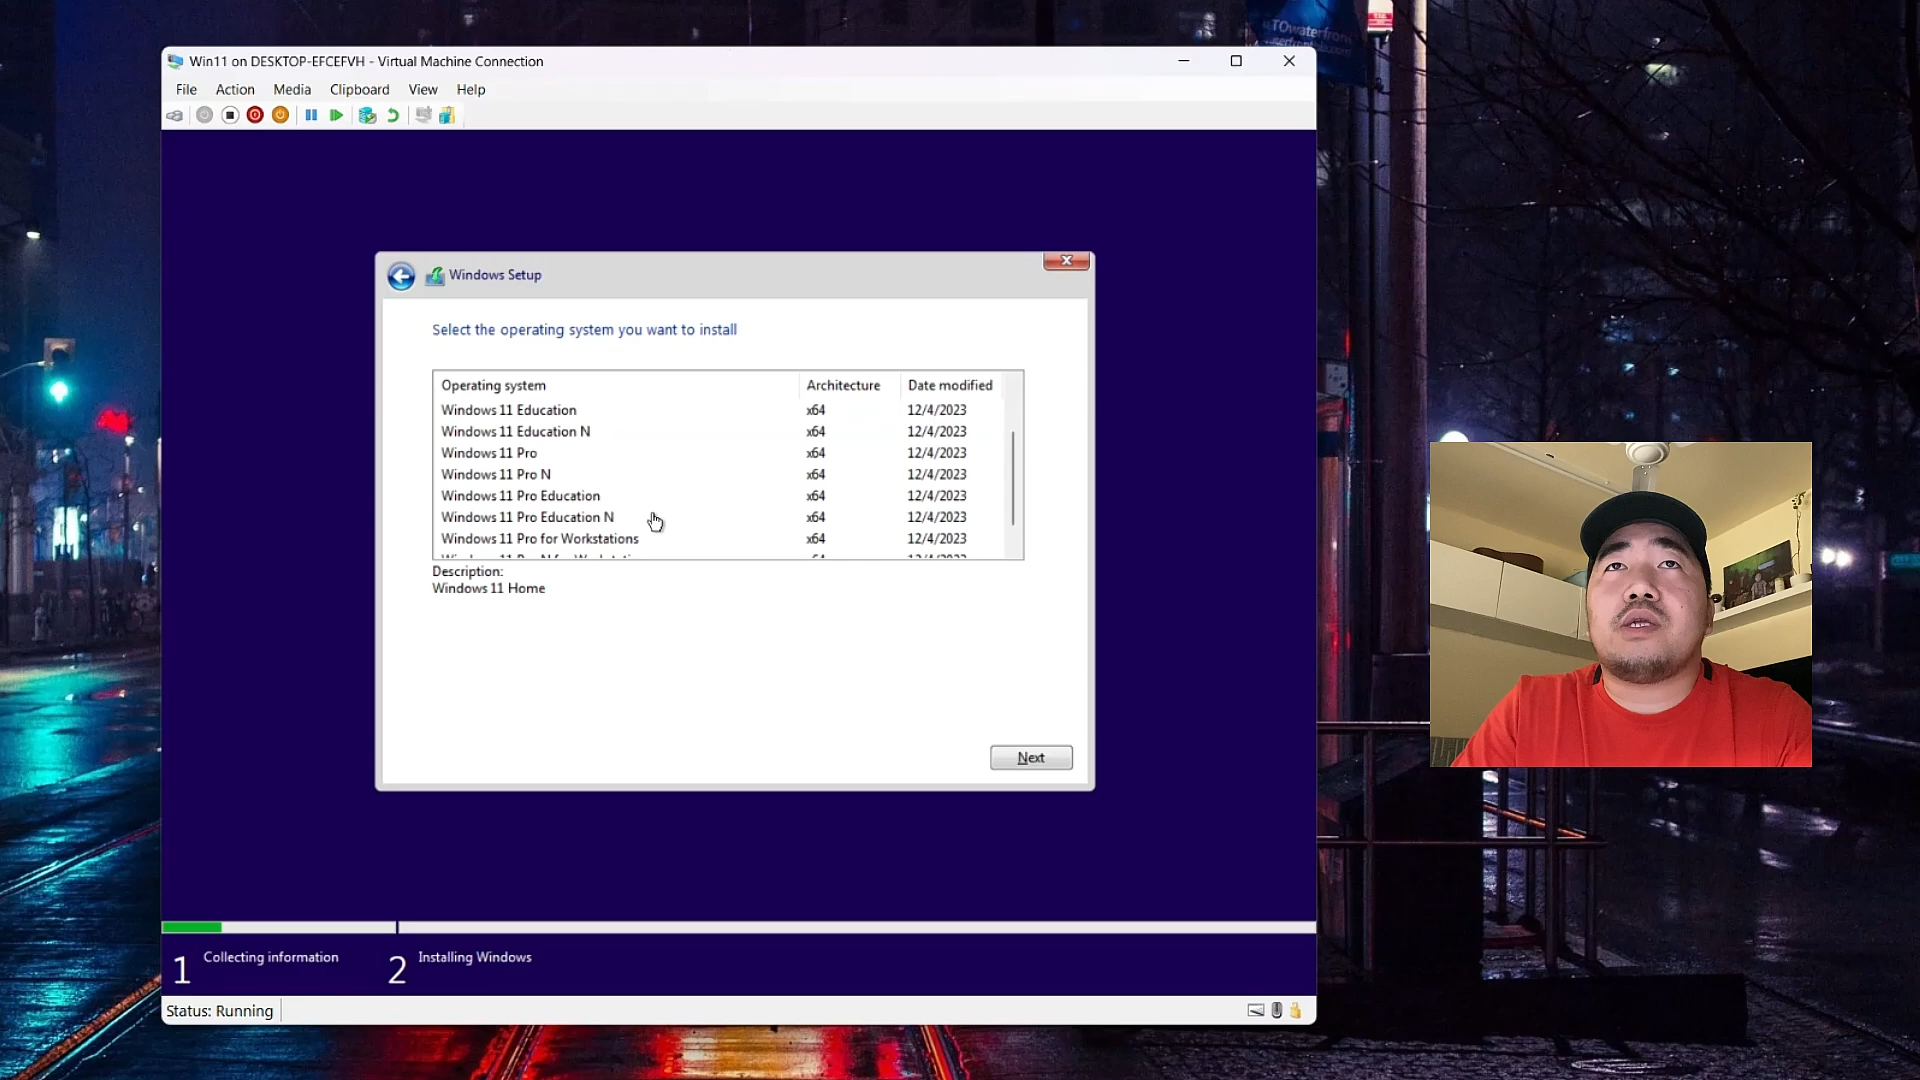 Win11 on DESKTOP-EFCEFVH - Virtual Machine Connection
File Action Media Clipboard View Help
Windows Setup
Select the operating system you want to install
Operating system Architecture Date modified
Windows 11 Education x64 12/4/2023
Windows 11 Education N x64 12/4/2023
Windows 11 Pro x64 12/4/2023
Windows 11 Pro N x64 12/4/2023
Windows 11 Pro Education x64 12/4/2023
Windows 11 Pro Education N x64 12/4/2023
Windows 11 Pro for Workstations x64 12/4/2023
Description:
Windows 11 Home
Next
1 Collecting information 2 Installing Windows
Status: Running